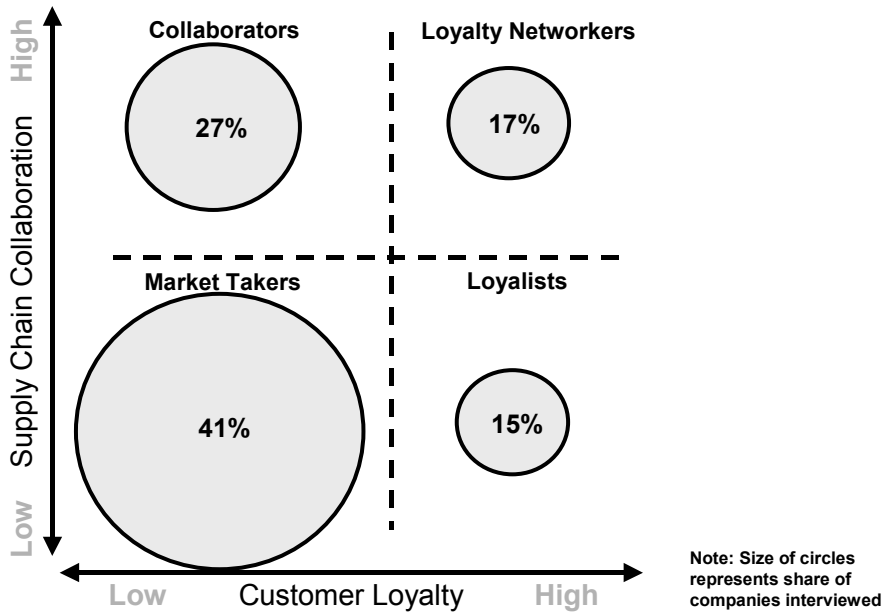 High
Supply Chain Collaboration
Low
Collaborators
27%
Loyalty Networkers
17%
Market Takers
41%
Loyalists
15%
Low
Customer Loyalty
High
Note: Size of circles
represents share of
companies interviewed